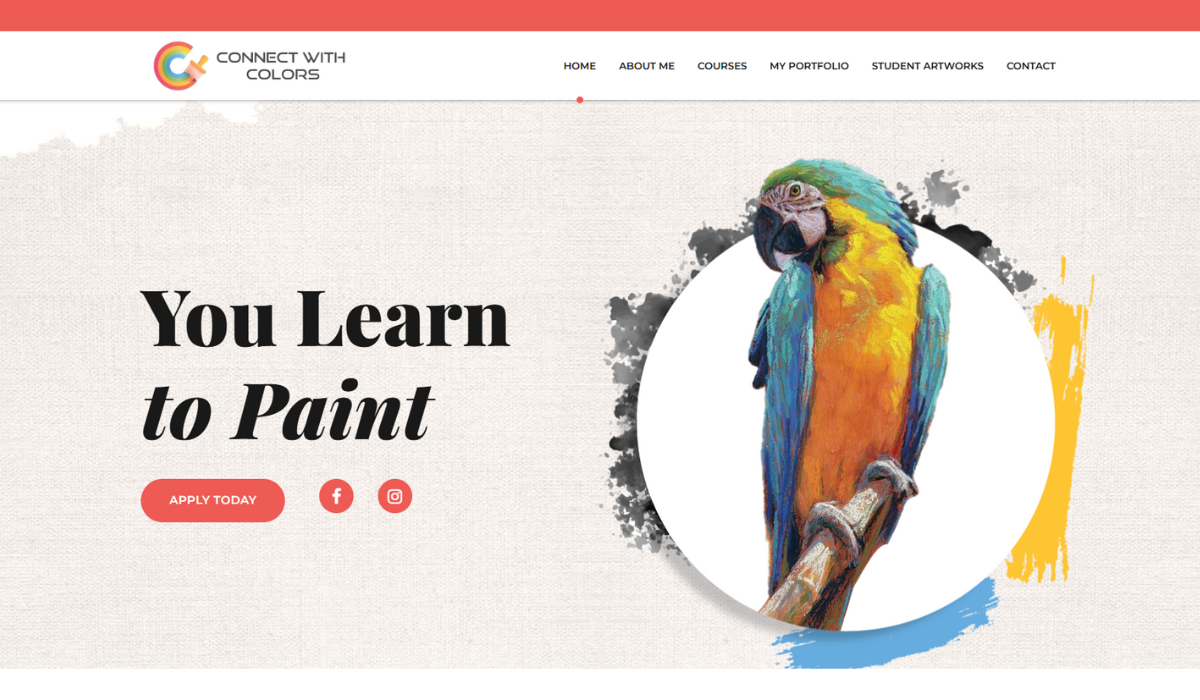 CONNECT WITH
COLORS
HOME ABOUT ME COURSES MY PORTFOLIO STUDENT ARTWORKS CONTACT
You Learn
to Paint
APPLY TODAY